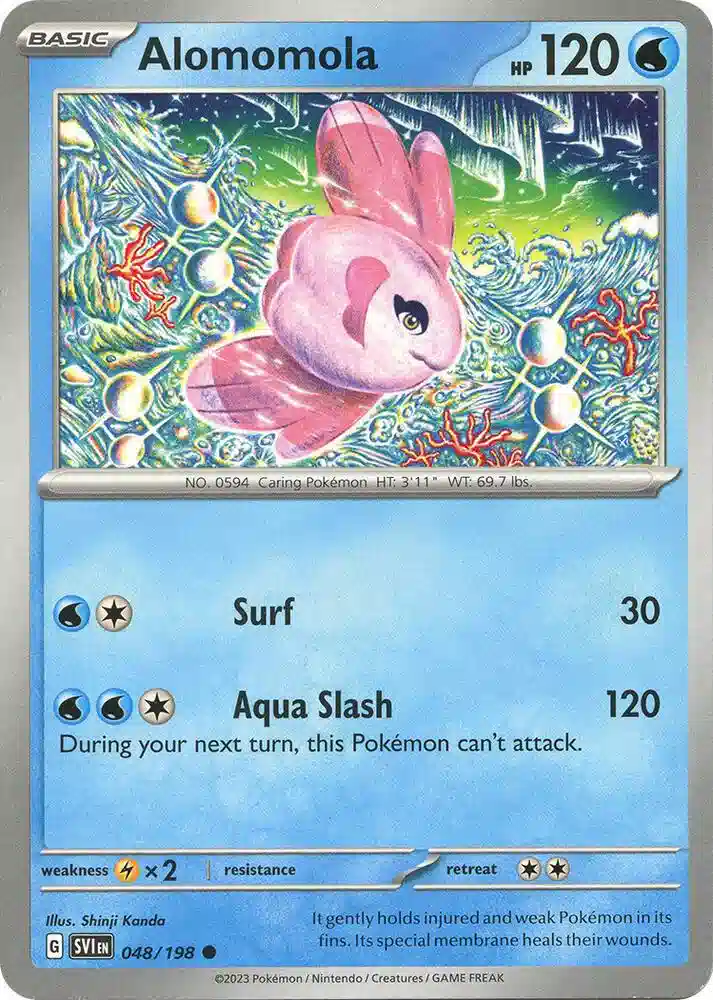 BASIC
Alomomola
HP 120
NO. 0594 Caring Pokémon HT: 3'11" WT: 69.7 lbs.
Surf 30
Aqua Slash 120
During your next turn, this Pokémon can't attack.
weakness ×2 resistance retreat
Illus. Shinji Kanda
It gently holds injured and weak Pokémon in its
fins. Its special membrane heals their wounds.
G SVI EN 048/198
©2023 Pokémon / Nintendo / Creatures / GAME FREAK